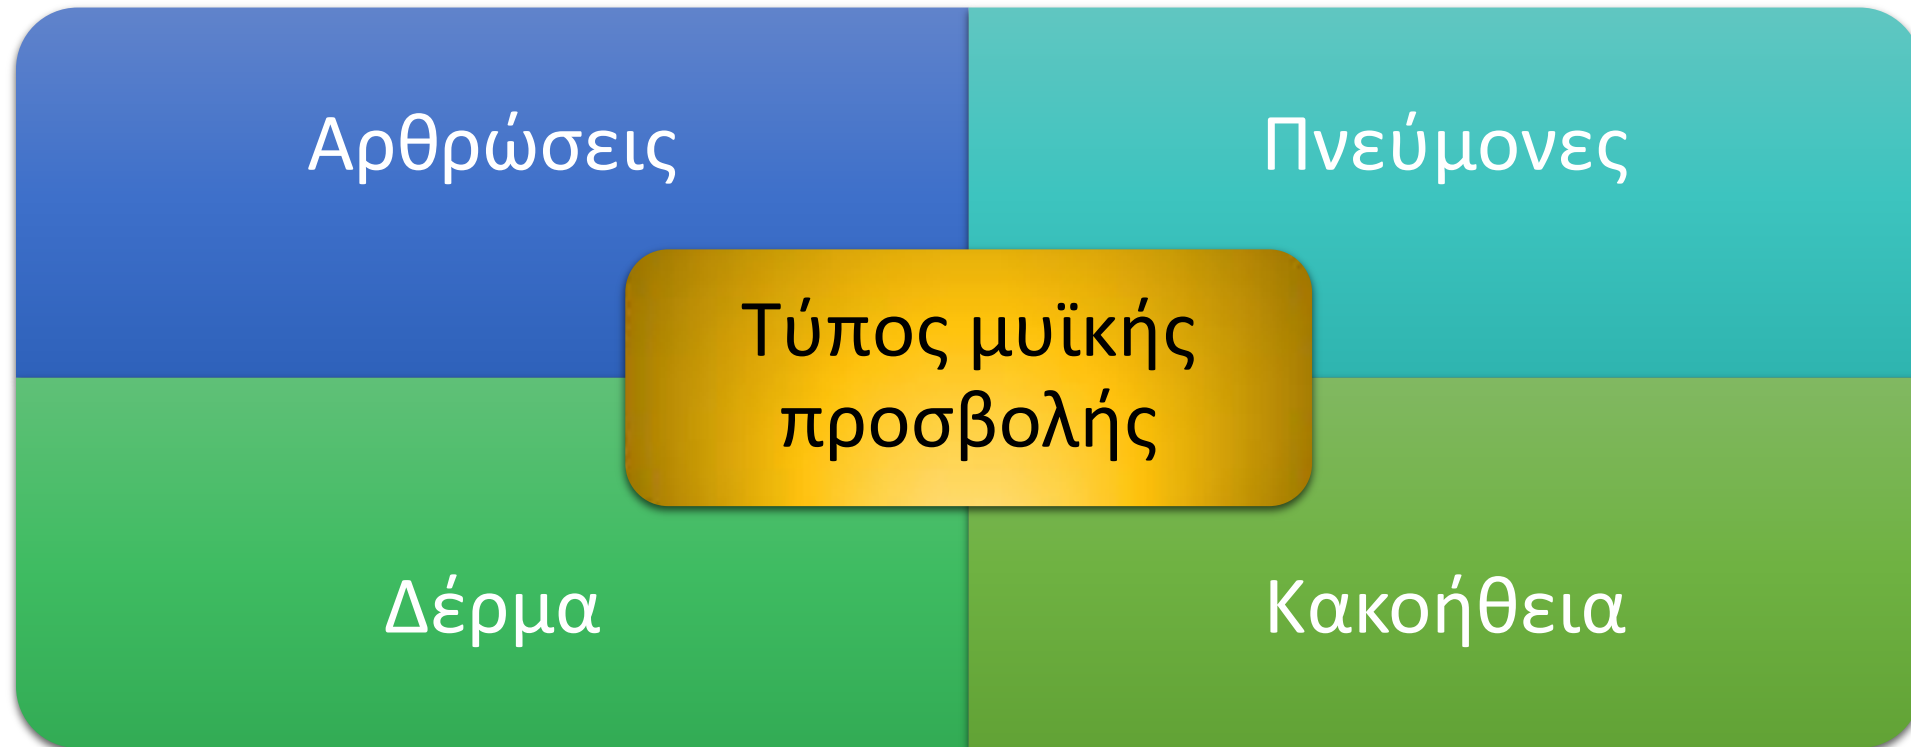 Αρθρώσεις
Πνεύμονες
Τύπος μυϊκής
προσβολής
Δέρμα
Κακοήθεια